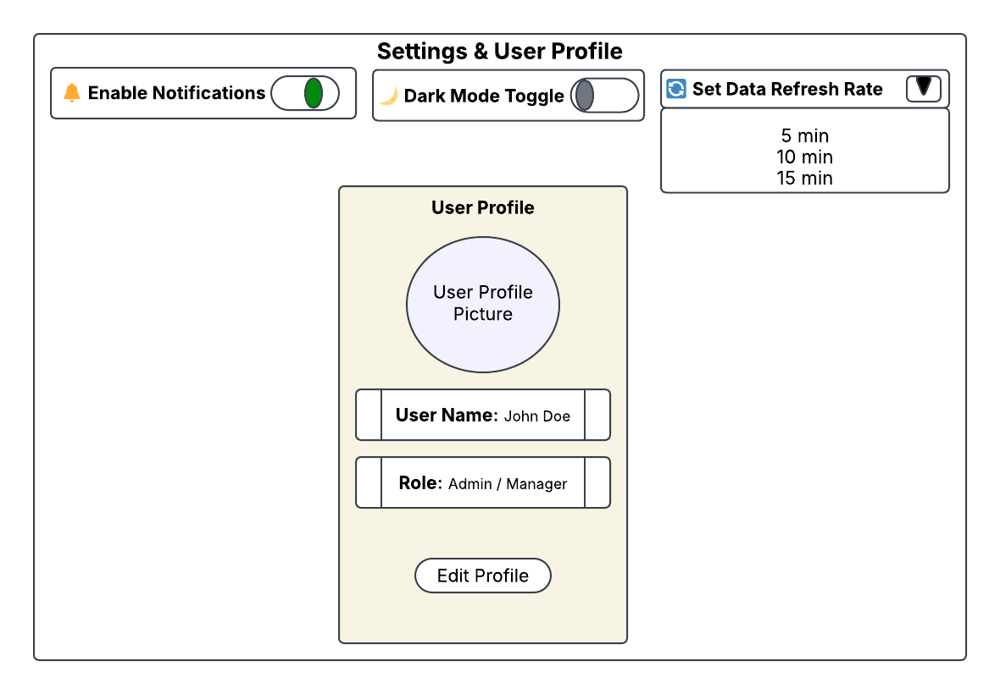 Settings & User Profile
🔔 Enable Notifications
🌙 Dark Mode Toggle
🔄 Set Data Refresh Rate
5 min
10 min
15 min
User Profile
User Profile
Picture
User Name: John Doe
Role: Admin / Manager
Edit Profile